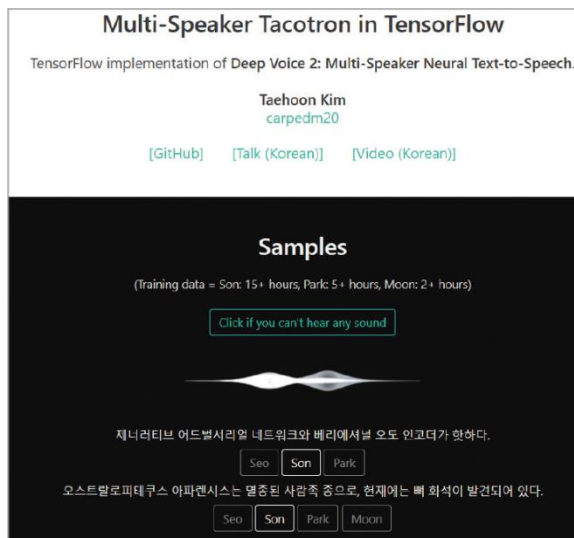 Multi-Speaker Tacotron in TensorFlow
TensorFlow implementation of Deep Voice 2: Multi-Speaker Neural Text-to-Speech.
Taehoon Kim
carpedm20
[GitHub] [Talk (Korean)] [Video (Korean)]
Samples
(Training data = Son: 15+ hours, Park: 5+ hours, Moon: 2+ hours)
Click if you can't hear any sound
제너러티브 어드벌서리얼 네트워크와 베리에셔널 오토 인코더가 핫하다.
Seo Son Park
오스트랄로피테쿠스 아파렌시스는 멸종된 사람족 종으로, 현재에는 뼈 화석이 발견되어 있다.
Seo Son Park Moon